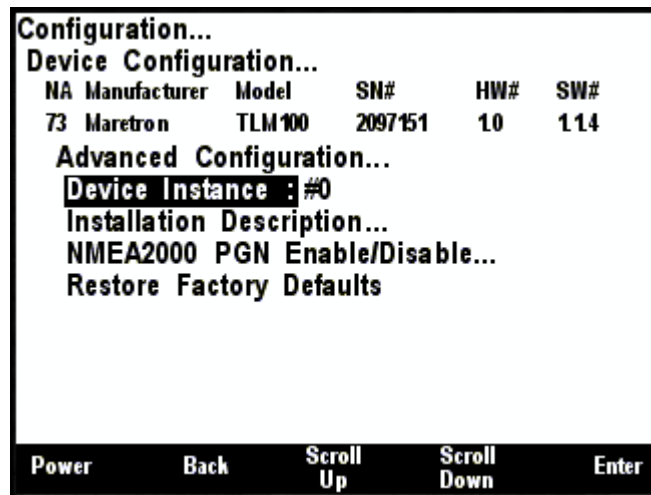 Configuration...
Device Configuration...
NA Manufacturer Model SN# HW# SW#
73 Maretron TLM100 2097151 1.0 1.1.4
Advanced Configuration...
Device Instance : #0
Installation Description...
NMEA2000 PGN Enable/Disable...
Restore Factory Defaults
Power Back Scroll Up Scroll Down Enter